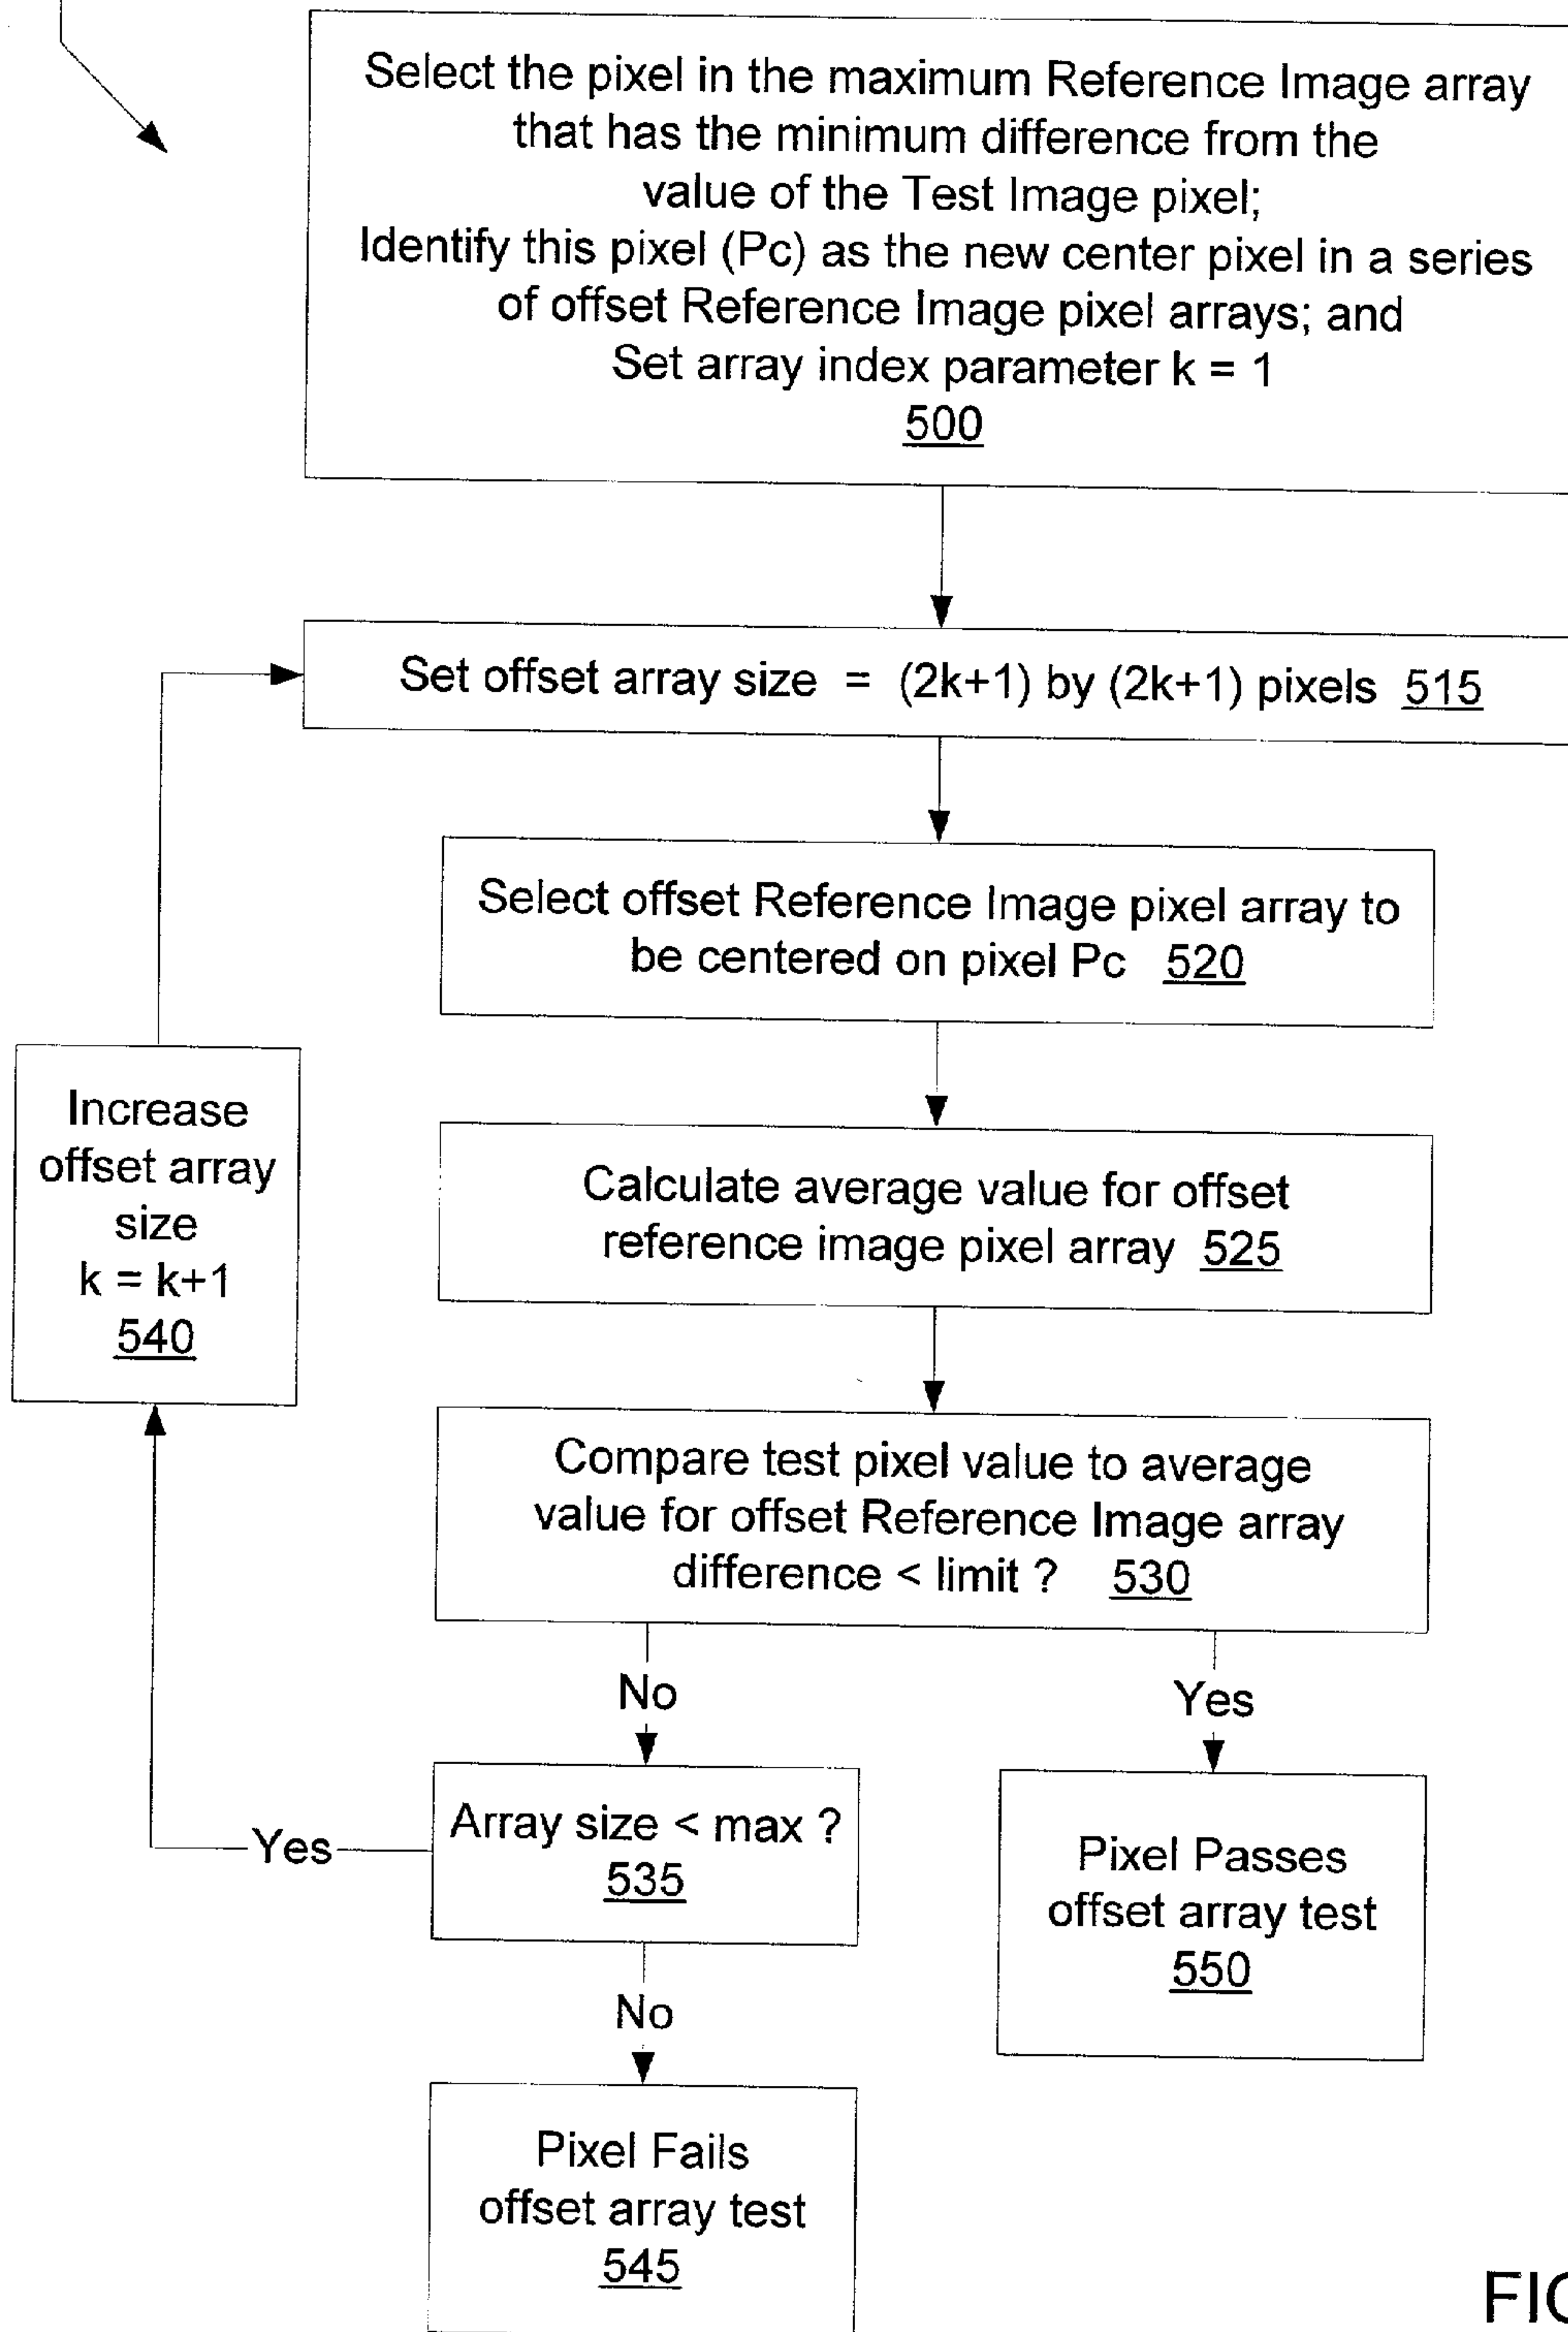 Select the pixel in the maximum Reference Image array
that has the minimum difference from the
value of the Test Image pixel;
Identify this pixel (Pc) as the new center pixel in a series
of offset Reference Image pixel arrays; and
Set array index parameter k = 1
500
Set offset array size = (2k+1) by (2k+1) pixels 515
Select offset Reference Image pixel array to
be centered on pixel Pc 520
Increase
offset array
size
k = k+1
540
Calculate average value for offset
reference image pixel array 525
Compare test pixel value to average
value for offset Reference Image array
difference < limit ? 530
No
Yes
Array size < max ?
535
Yes
Pixel Passes
offset array test
550
No
Pixel Fails
offset array test
545